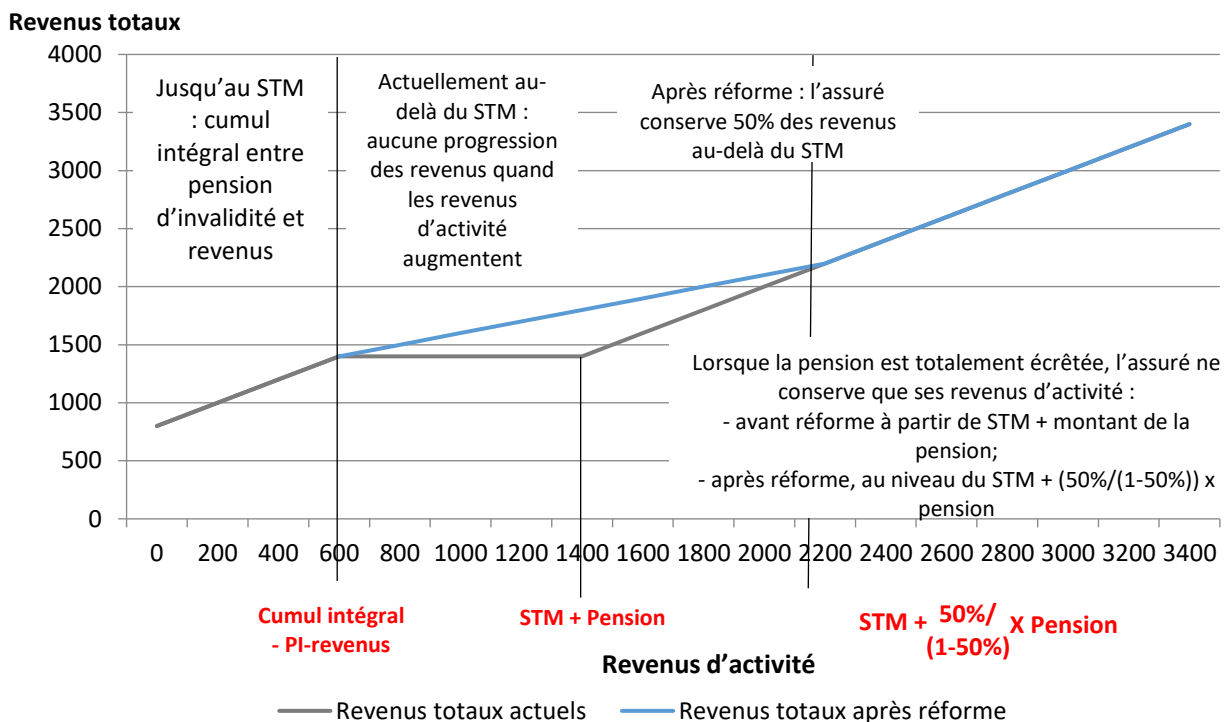 Revenus totaux
4000
3500
3000
2500
2000
1500
1000
500
0
Jusqu’au STM
: cumul
intégral entre
pension
d’invalidité et
revenus
Actuellement au-
delà du STM :
aucune progression
des revenus quand
les revenus
d’activité
augmentent
Après réforme : l’assuré
conserve 50% des revenus
au-delà du STM
Lorsque la pension est totalement écrêtée, l’assuré ne
conserve que ses revenus d’activité :
- avant réforme à partir de STM + montant de la
pension;
- après réforme, au niveau du STM + (50%/(1-50%)) x
pension
0 200 400 600 800 1000 1200 1400 1600 1800 2000 2200 2400 2600 2800 3000 3200 3400
Cumul intégral
- PI-revenus
STM + Pension
STM + 50%/
(1-50%) X Pension
Revenus d’activité
Revenus totaux actuels
Revenus totaux après réforme